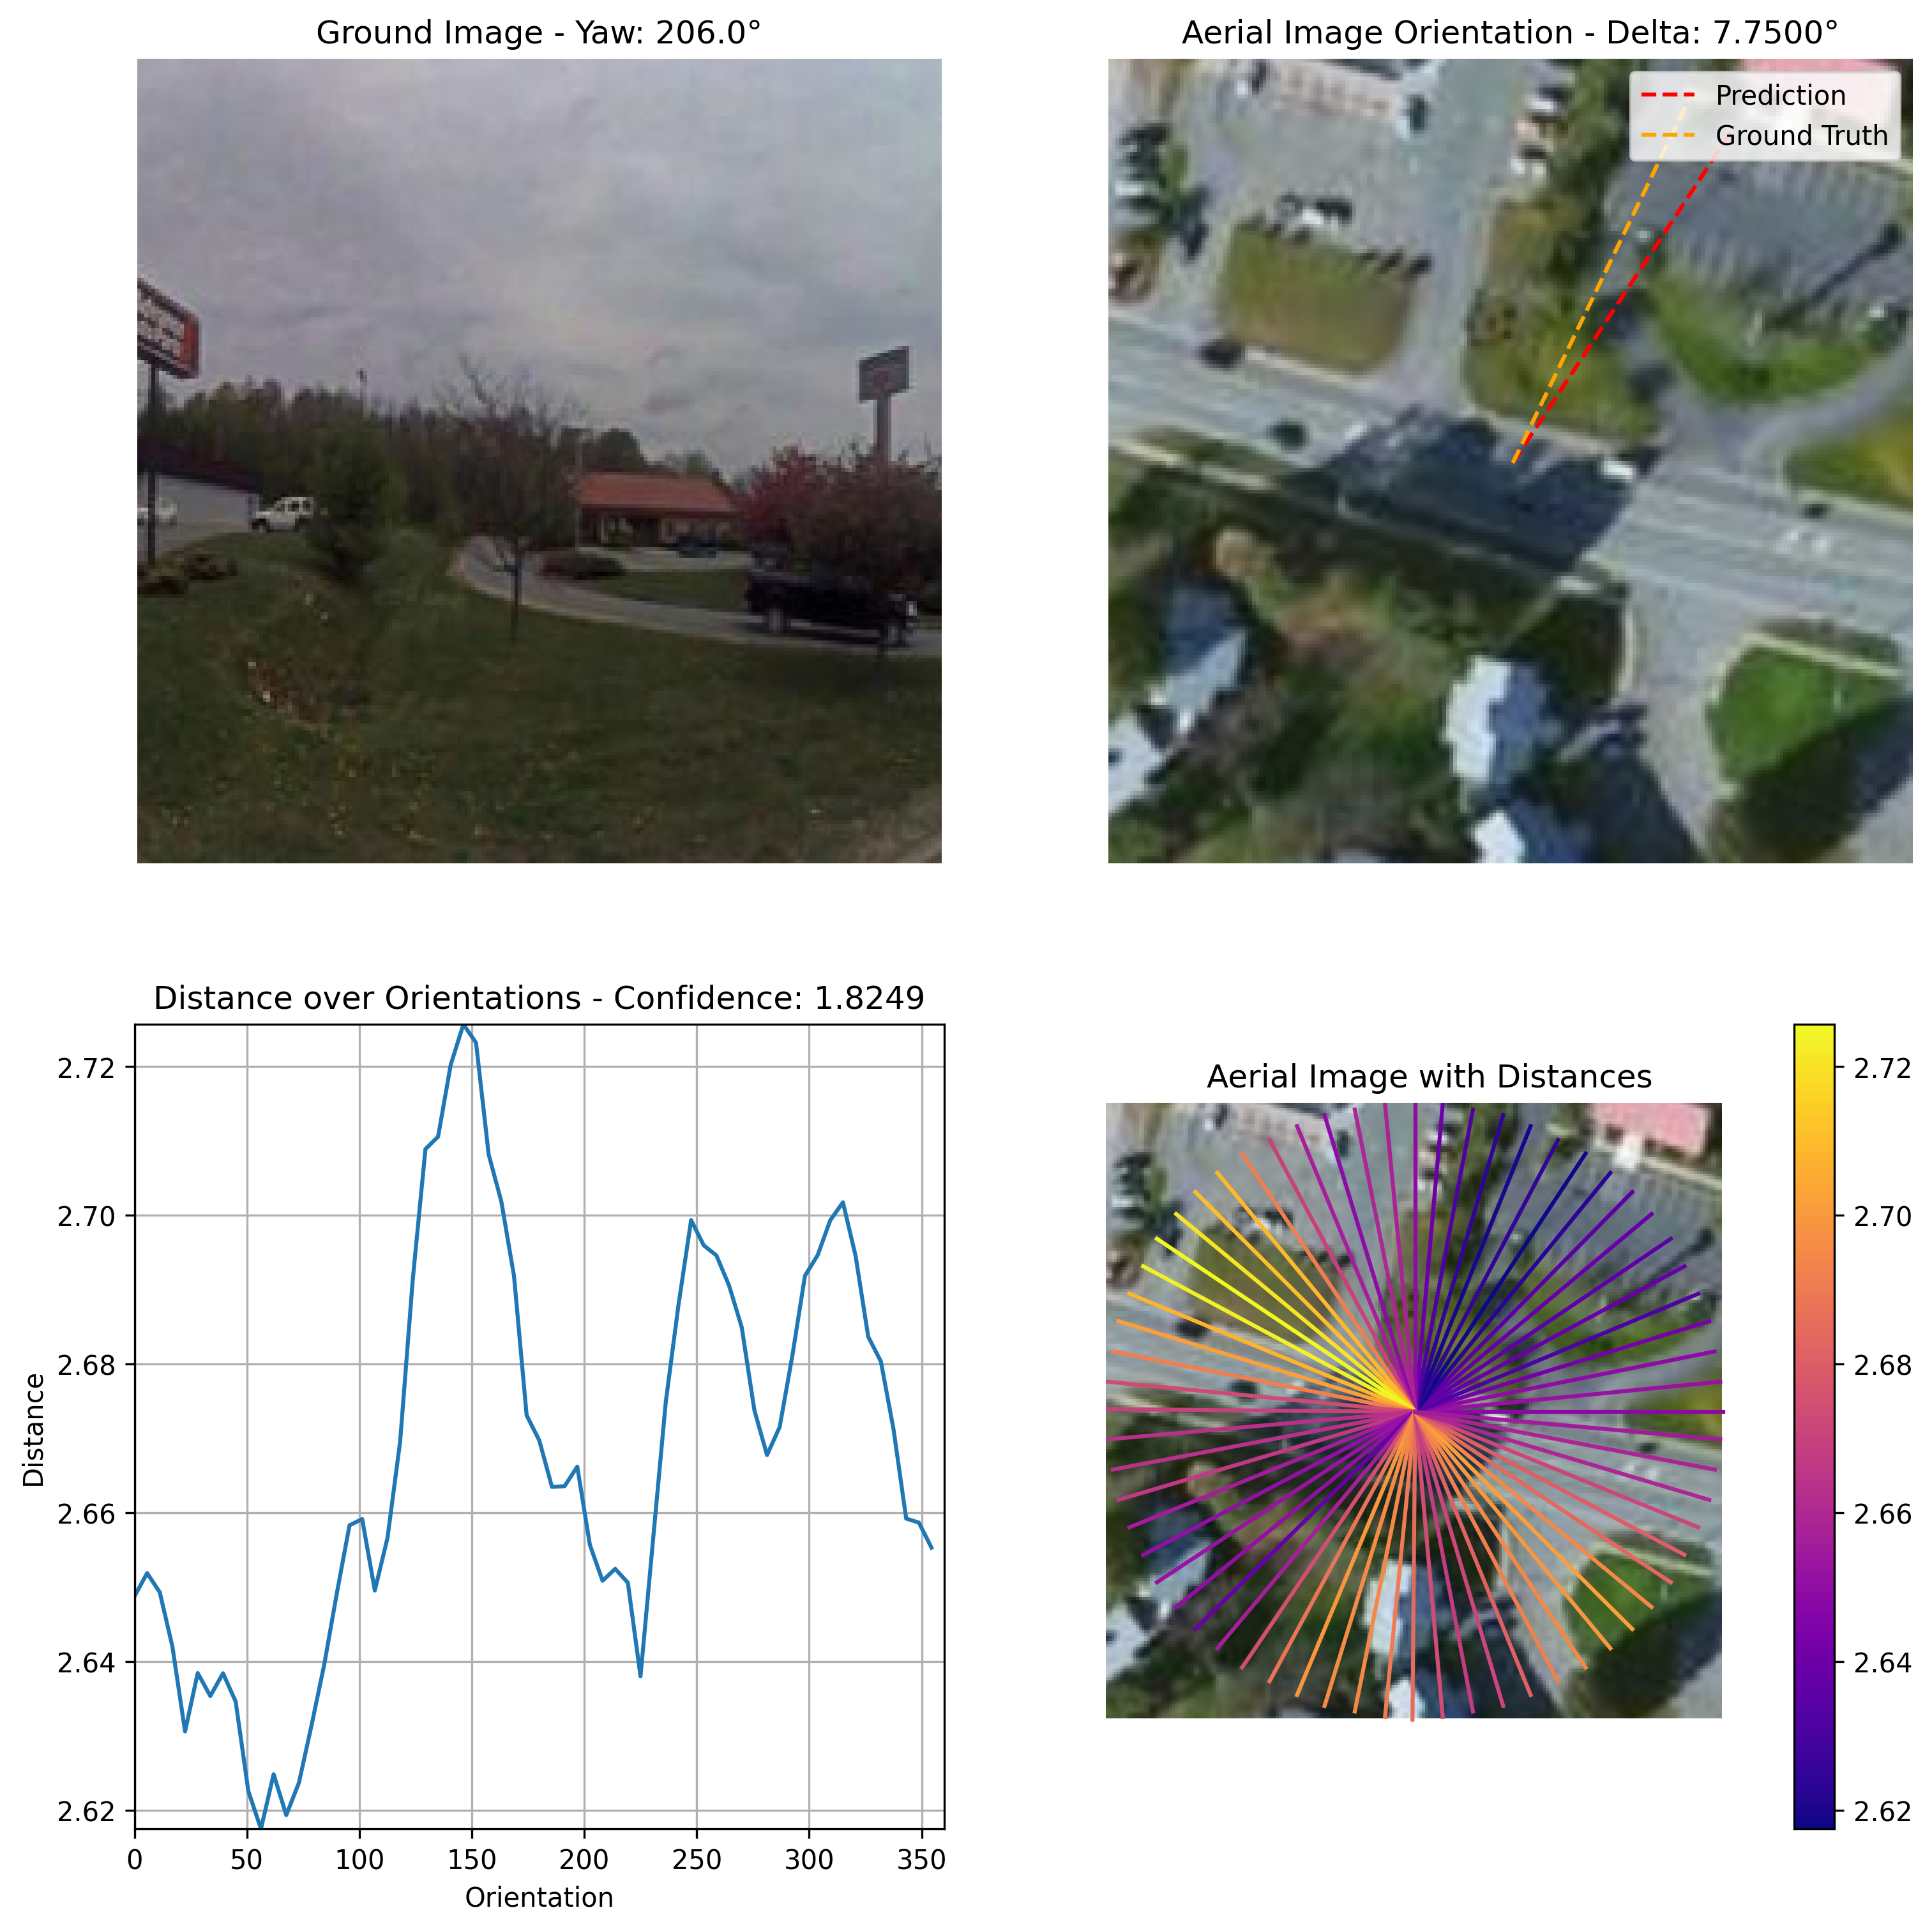 Ground Image - Yaw: 206.0°
Aerial Image Orientation - Delta: 7.7500°
Prediction
Ground Truth
Distance over Orientations - Confidence: 1.8249
2.72
2.70
2.68
2.66
2.64
2.62
Distance
0
50
100
150
200
250
300
350
Orientation
Aerial Image with Distances
2.72
2.70
2.68
2.66
2.64
2.62